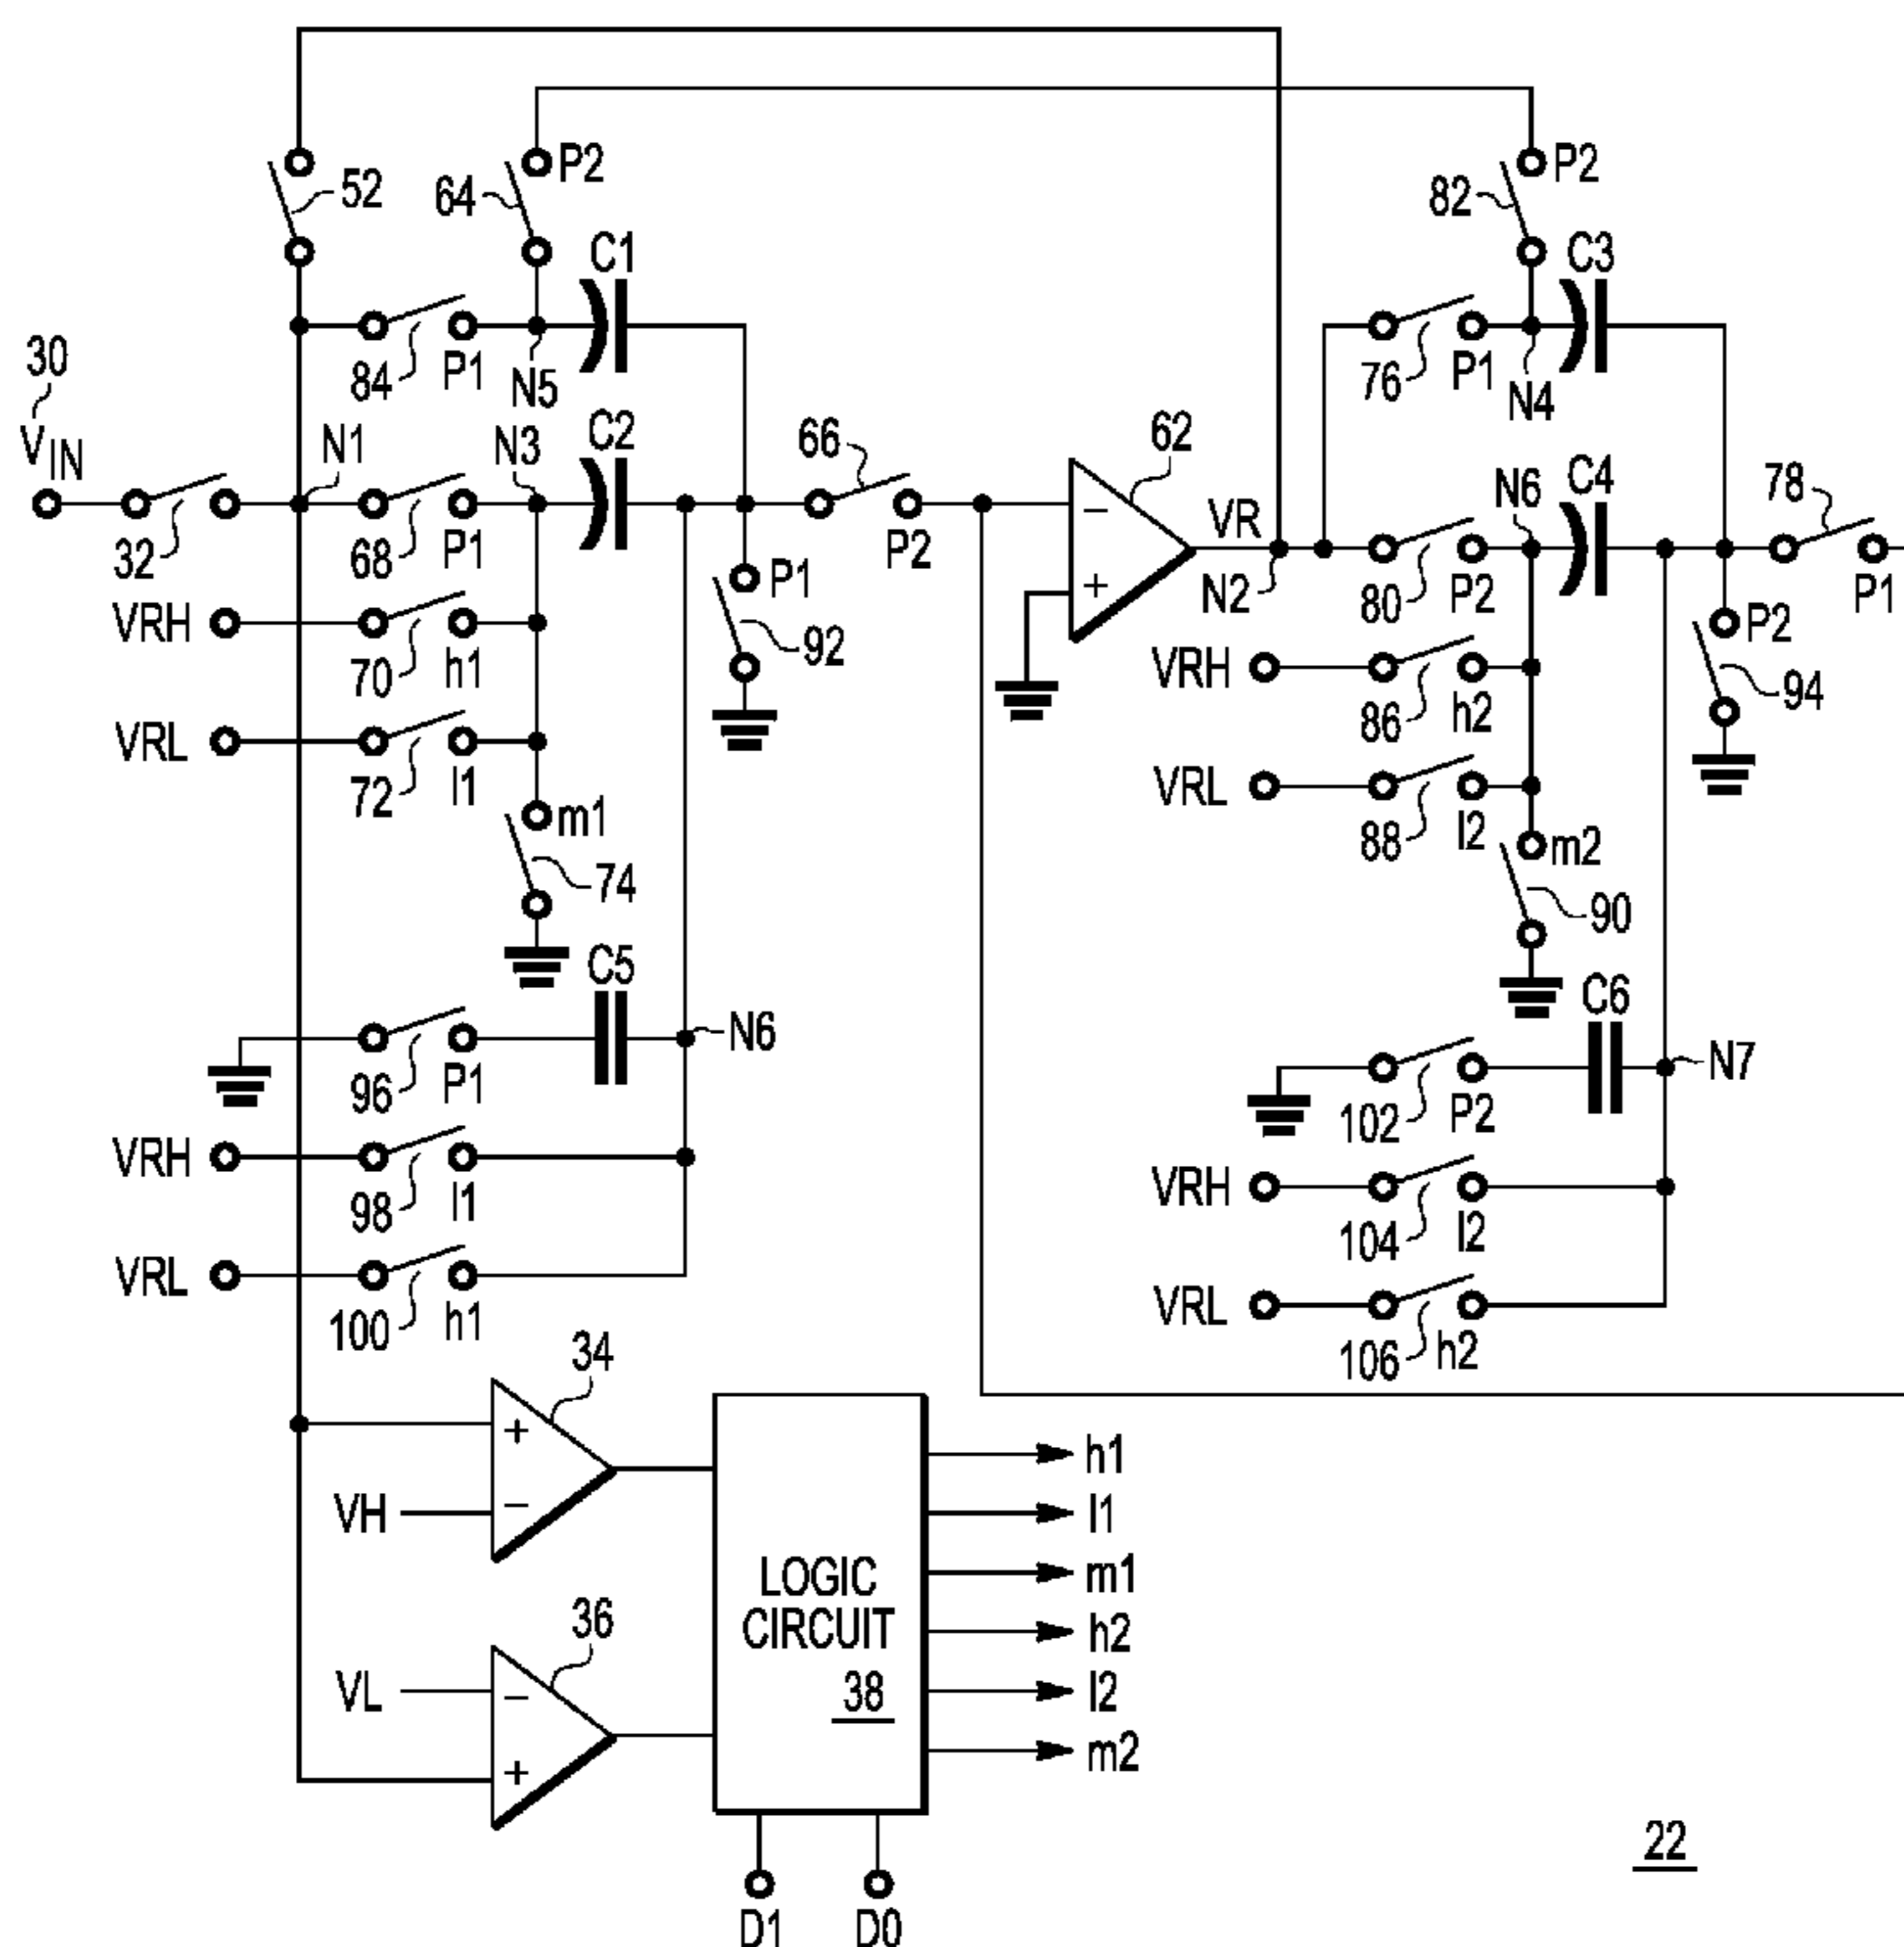 P2
P2
52
64
82
C1
C3
30
84
P1
N5
76
P1
N4
VIN
N1
N3
C2
66
62
N6
C4
78
32
68
P1
P2
VR
N2
80
P2
P1
VRH
70
h1
P1
92
VRH
86
h2
P2
94
VRL
72
l1
VRL
88
l2
m1
74
m2
90
C5
C6
96
P1
N6
102
P2
N7
VRH
98
l1
VRH
104
l2
VRL
100
h1
VRL
106
h2
34
+
−
VH
36
VL
−
+
−
+
LOGIC
CIRCUIT
38
h1
l1
m1
h2
l2
m2
D1
D0
22